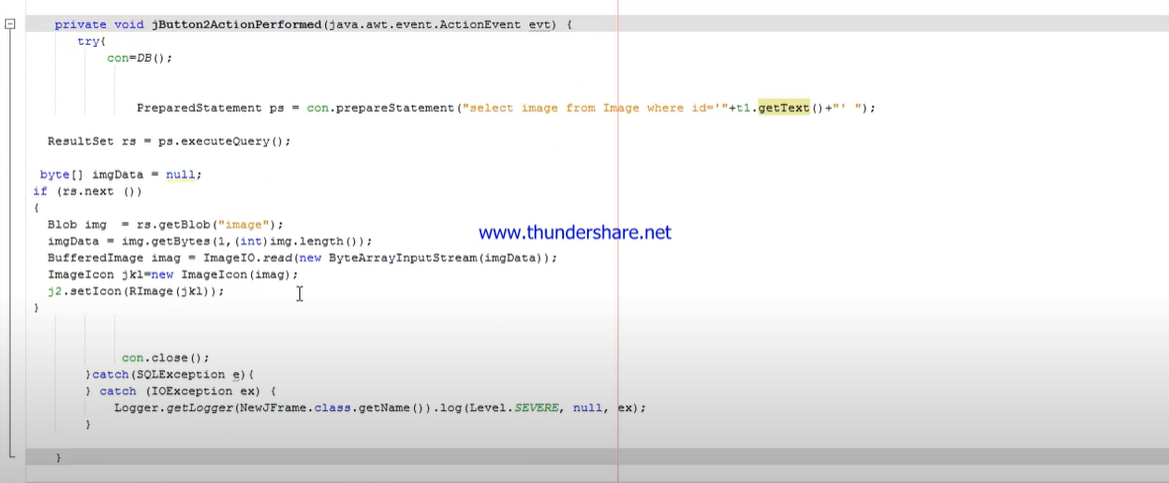 private void jButton2ActionPerformed(java.awt.event.ActionEvent evt) {
try{
con=DB();
PreparedStatement ps = con.prepareStatement("select image from Image where id='"+t1.getText()+"' ");
ResultSet rs = ps.executeQuery();
byte[] imgData = null;
if (rs.next ())
{
Blob img  = rs.getBlob("image");
www.thundershare.net
imgData = img.getBytes(1,(int)img.length());
BufferedImage imag = ImageIO.read(new ByteArrayInputStream(imgData));
ImageIcon jkl=new ImageIcon(imag);
j2.setIcon(RImage(jkl));
}
con.close();
}catch(SQLException e){
} catch (IOException ex) {
Logger.getLogger(NewJFrame.class.getName()).log(Level.SEVERE, null, ex);
}
}